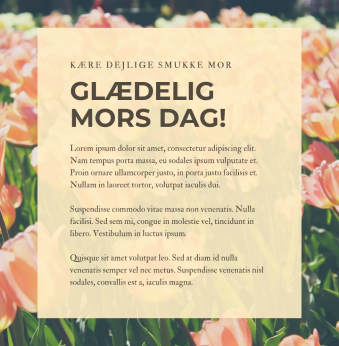 KÆRE DEJLIGE SMUKKE MOR
GLÆDELIG
MORS DAG!
Lorem ipsum dolor sit amet, consectetur adipiscing elit.
Nam tempus porta massa, eu sodales ipsum vulputate et.
Proin ornare ullamcorper justo, in porta justo facilisis et.
Nullam in laoreet tortor, volutpat iaculis dui.
Suspendisse commodo vitae massa non venenatis. Nulla
facilisi. Sed sem mi, congue in molestie vel, tincidunt in
libero. Vestibulum in luctus ipsum.
Quisque sit amet volutpat leo. Sed at diam id nulla
venenatis semper vel nec metus. Suspendisse venenatis nisl
sodales, convallis est a, iaculis magna.